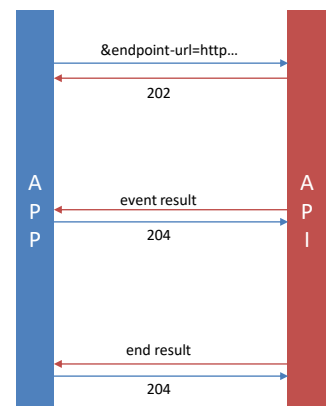 &endpoint-url=http...
202
A
P
P
A
P
I
event result
204
end result
204